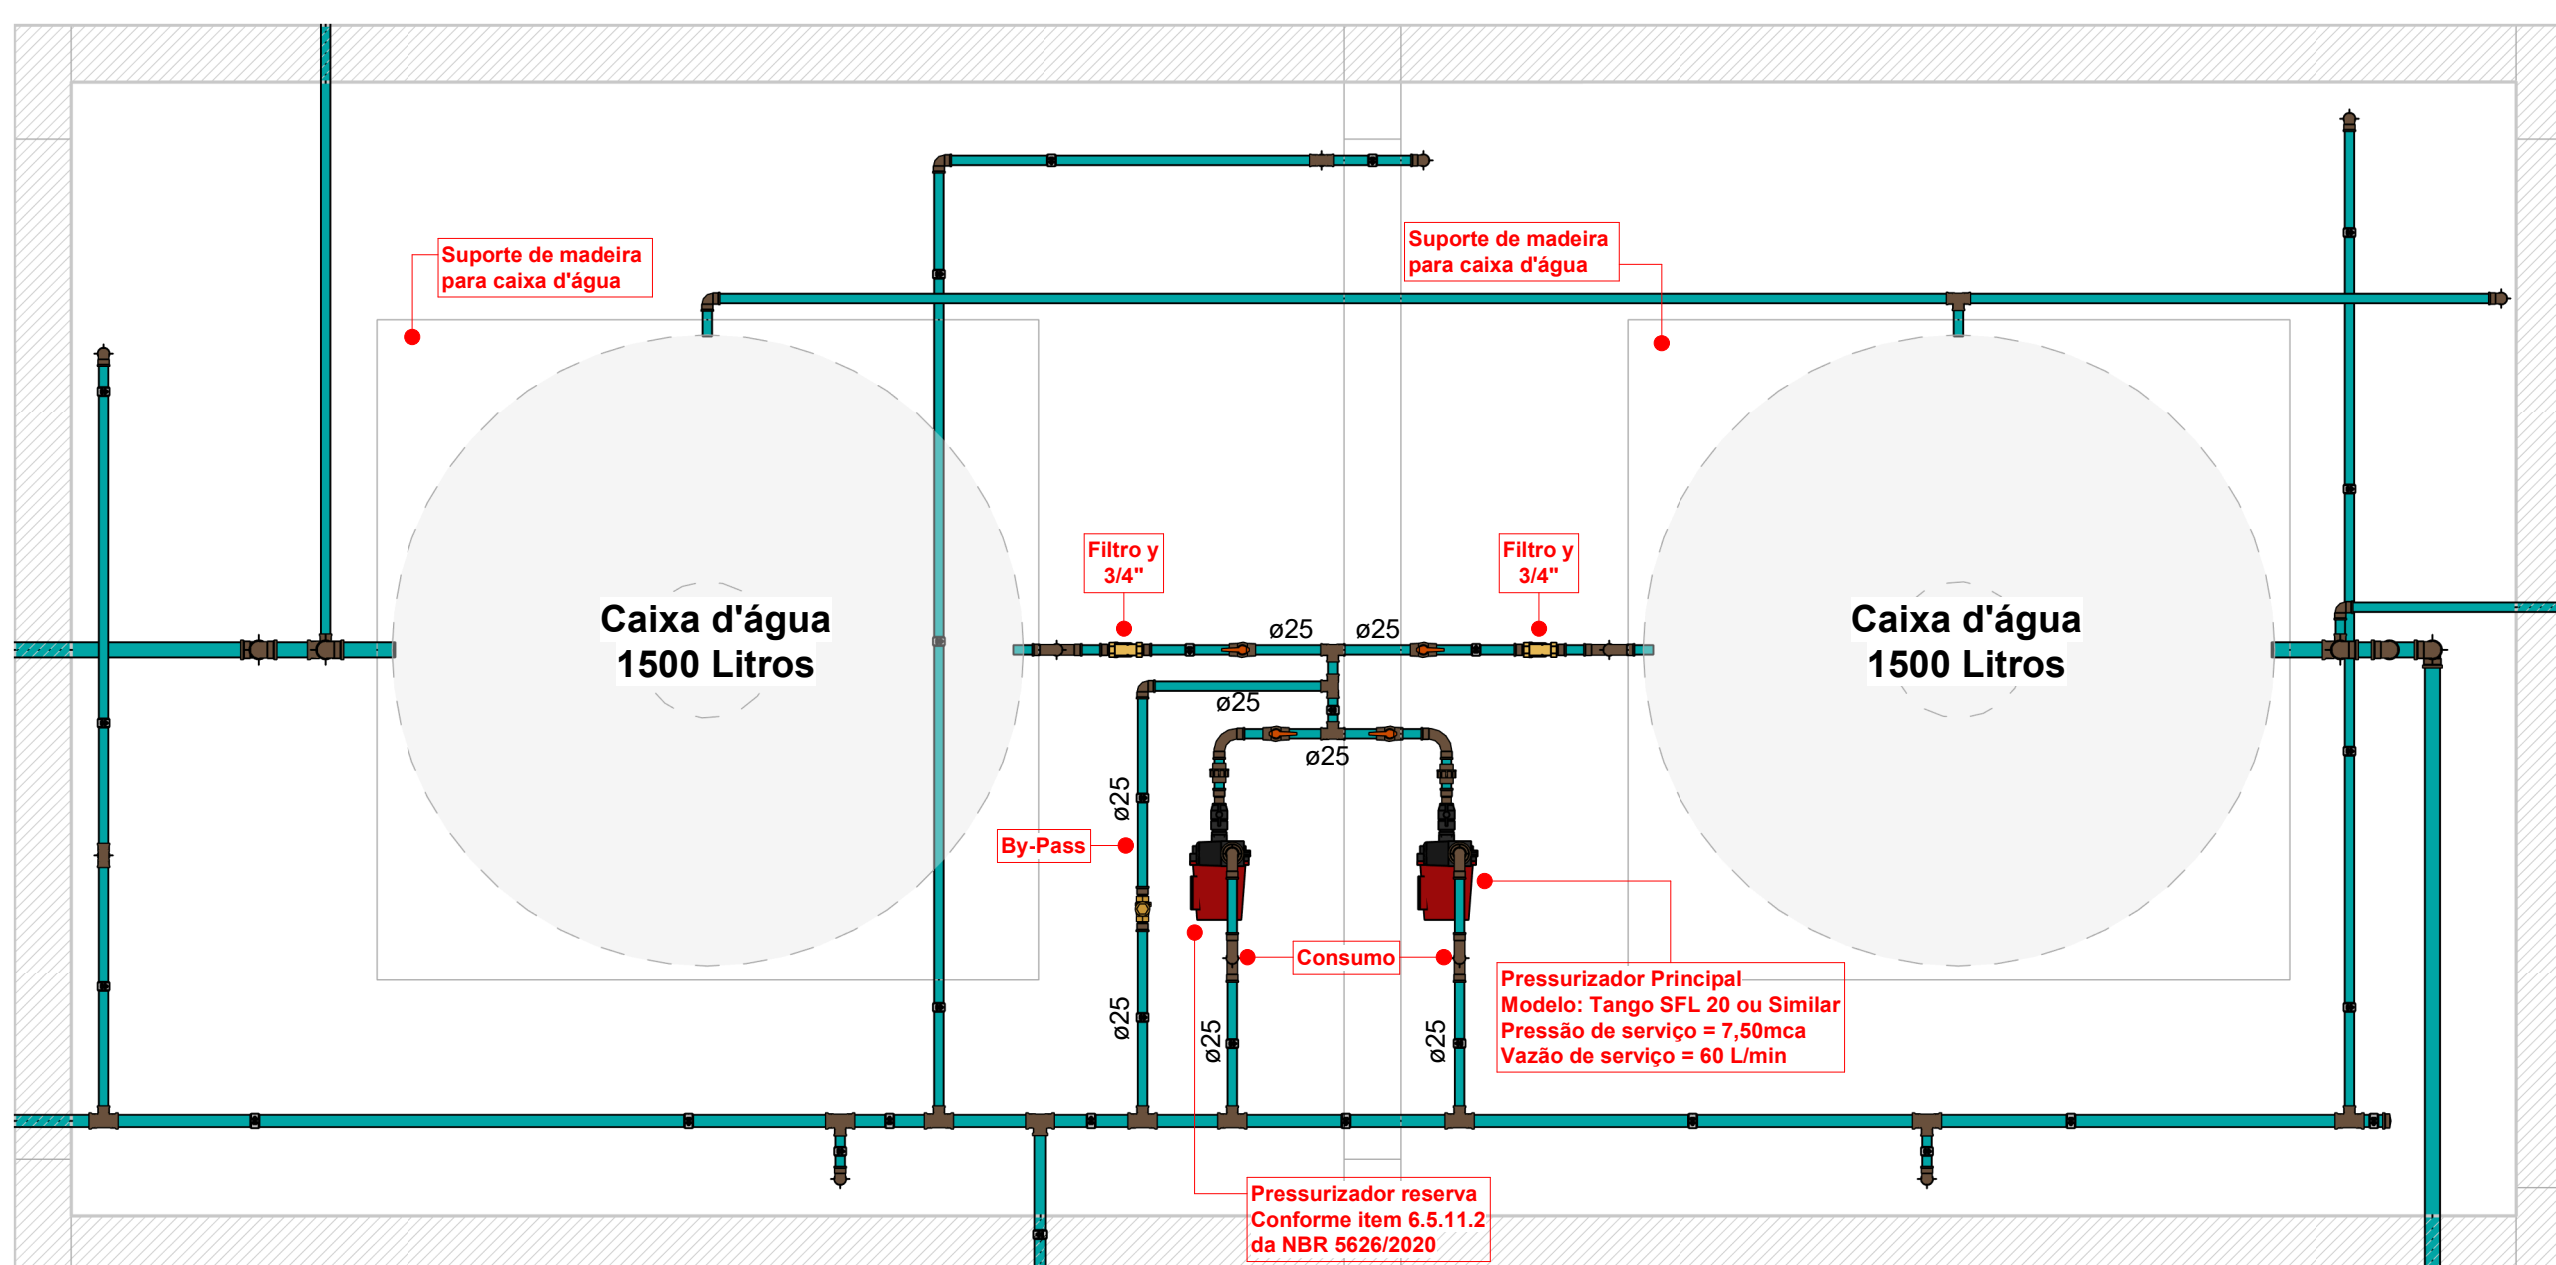 Suporte de madeira
para caixa d'água
Suporte de madeira
para caixa d'água
Filtro y
3/4"
Filtro y
3/4"
Caixa d'água
1500 Litros
Caixa d'água
1500 Litros
ø25
ø25
ø25
ø25
ø25
By-Pass
Consumo
Pressurizador Principal
Modelo: Tango SFL 20 ou Similar
Pressão de serviço = 7,50mca
Vazão de serviço = 60 L/min
ø25
ø25
ø25
Pressurizador reserva
Conforme item 6.5.11.2
da NBR 5626/2020